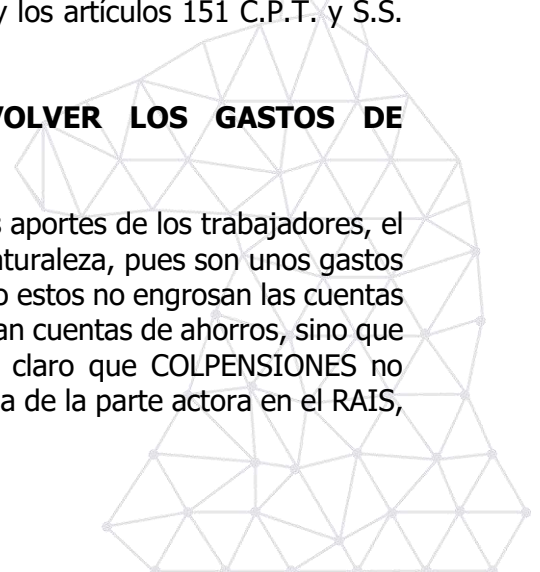 y los artículos 151 C.P.T. y S.S.
VOLVER LOS GASTOS DE
aportes de los trabajadores, el
aturaleza, pues son unos gastos
o estos no engrosan las cuentas
an cuentas de ahorros, sino que
claro que COLPENSIONES no
a de la parte actora en el RAIS,